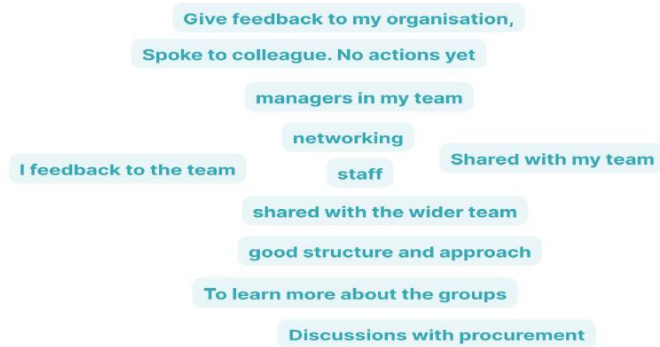 Give feedback to my organisation,
Spoke to colleague. No actions yet
managers in my team
networking
Shared with my team
I feedback to the team
staff
shared with the wider team
good structure and approach
To learn more about the groups
Discussions with procurement